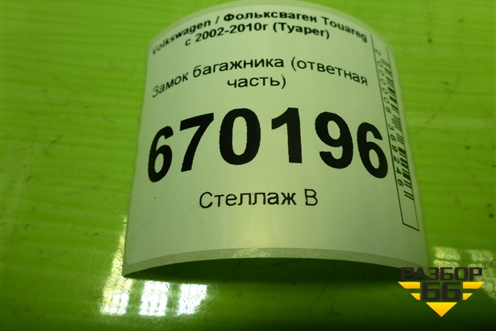 Volkswagen / Фольксваген Touareg
с 2002-2010г (Туарег)
Замок багажника (ответная
часть)
670196
Стеллаж В
РАЗБОР
66